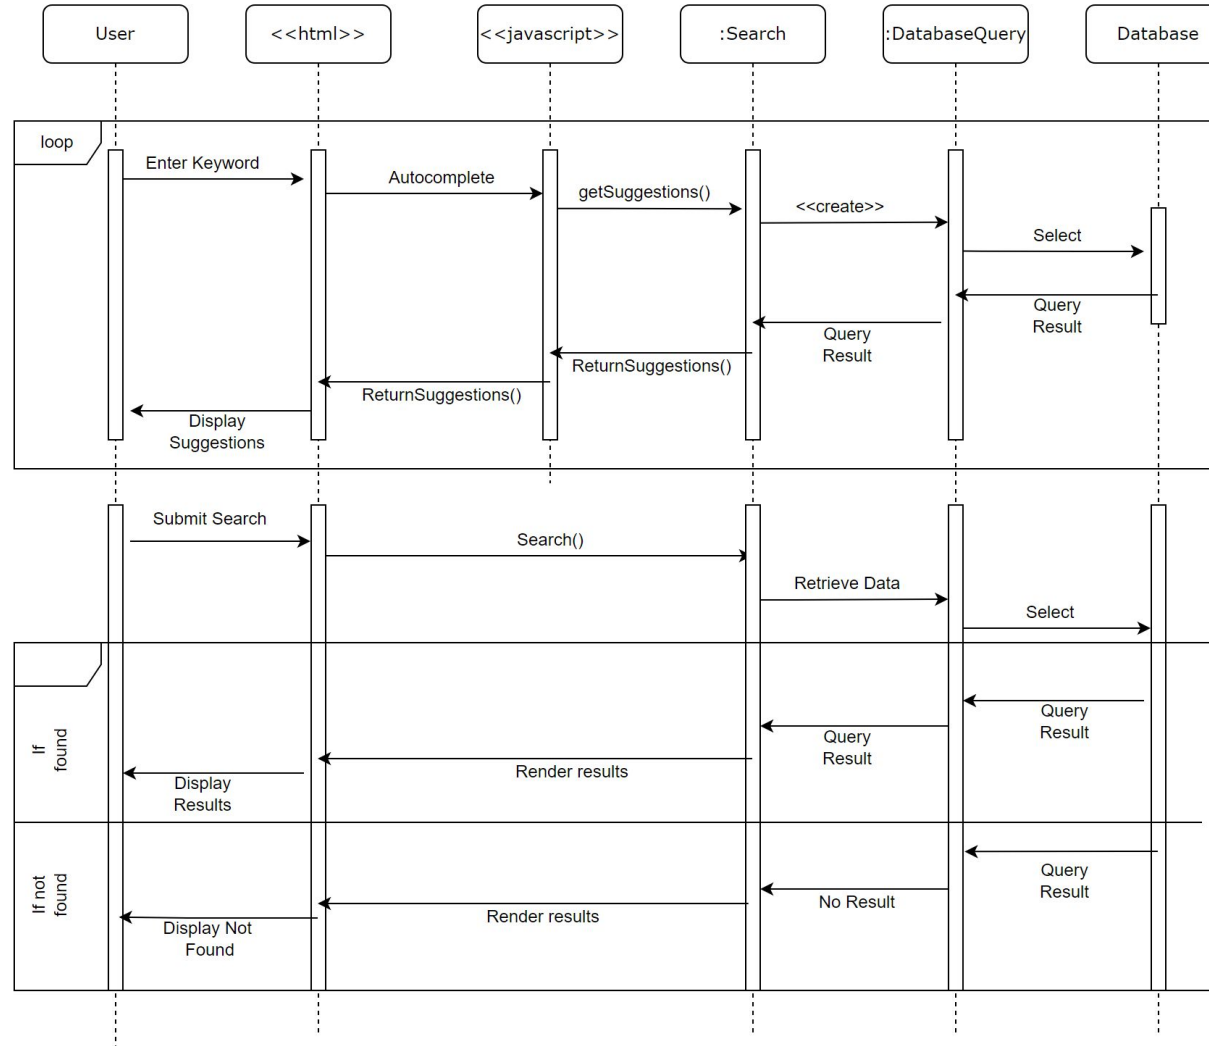 User
<<html>>
<<javascript>>
:Search
:DatabaseQuery
Database
loop
Enter Keyword
Autocomplete
getSuggestions()
<<create>>
Select
Query
Result
Query
Result
ReturnSuggestions()
ReturnSuggestions()
Display
Suggestions
Submit Search
Search()
Retrieve Data
Select
If
found
Query
Result
Query
Result
Render results
Display
Results
If not
found
Query
Result
No Result
Render results
Display Not
Found